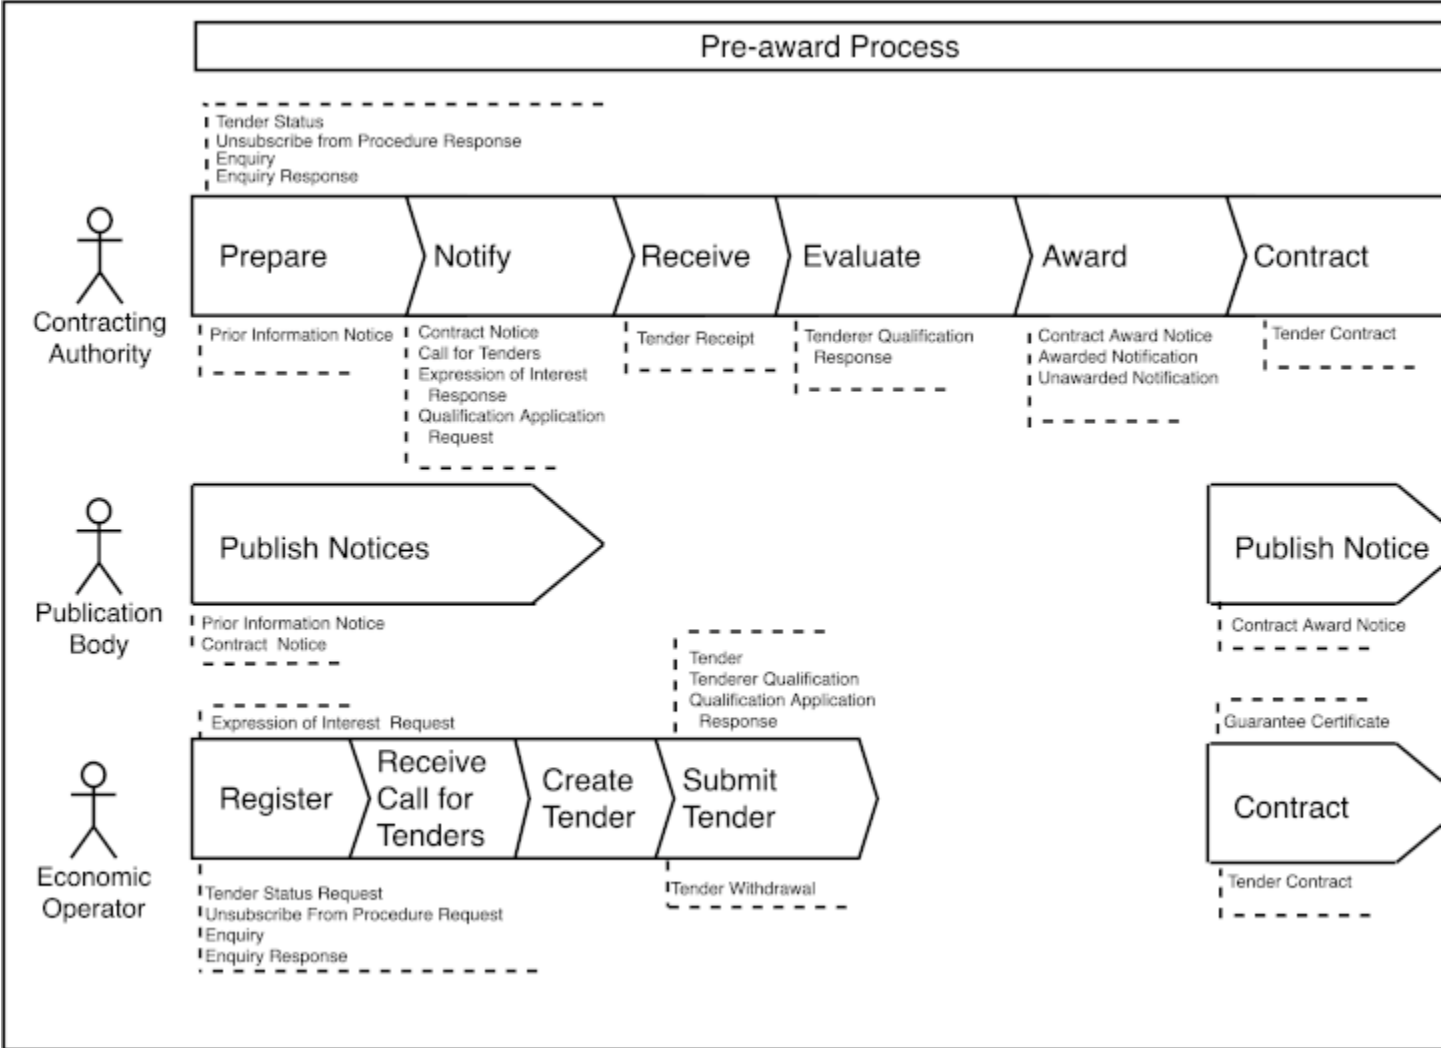 Pre-award Process
Tender Status
Unsubscribe from Procedure Response
Enquiry
Enquiry Response
Contracting
Authority
Prepare
Notify
Receive
Evaluate
Award
Contract
Prior Information Notice
Contract Notice
Call for Tenders
Expression of Interest
Response
Qualification Application
Request
Tender Receipt
Tenderer Qualification
Response
Contract Award Notice
Awarded Notification
Unawarded Notification
Tender Contract
Publication
Body
Publish Notices
Prior Information Notice
Contract Notice
Publish Notice
Contract Award Notice
Economic
Operator
Expression of Interest Request
Register
Receive
Call for
Tenders
Create
Tender
Tender
Tenderer Qualification
Qualification Application
Response
Submit
Tender
Tender Status Request
Unsubscribe From Procedure Request
Enquiry
Enquiry Response
Tender Withdrawal
Guarantee Certificate
Contract
Tender Contract